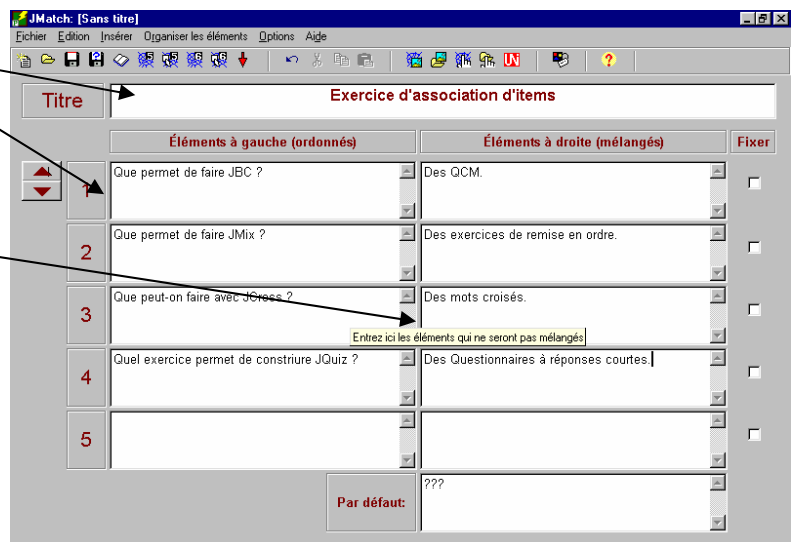 JMatch: [Sans titre]
Fichier Edition Insérer Organiser les éléments Options Aide
Titre Exercice d'association d'items
Éléments à gauche (ordonnés) Éléments à droite (mélangés) Fixer
1 Que permet de faire JBC ? Des QCM.
2 Que permet de faire JMix ? Des exercices de remise en ordre.
3 Que peut-on faire avec JCross ? Des mots croisés.
Entrez ici les éléments qui ne seront pas mélangés
4 Quel exercice permet de constriure JQuiz ? Des Questionnaires à réponses courtes.
5
Par défaut: ???